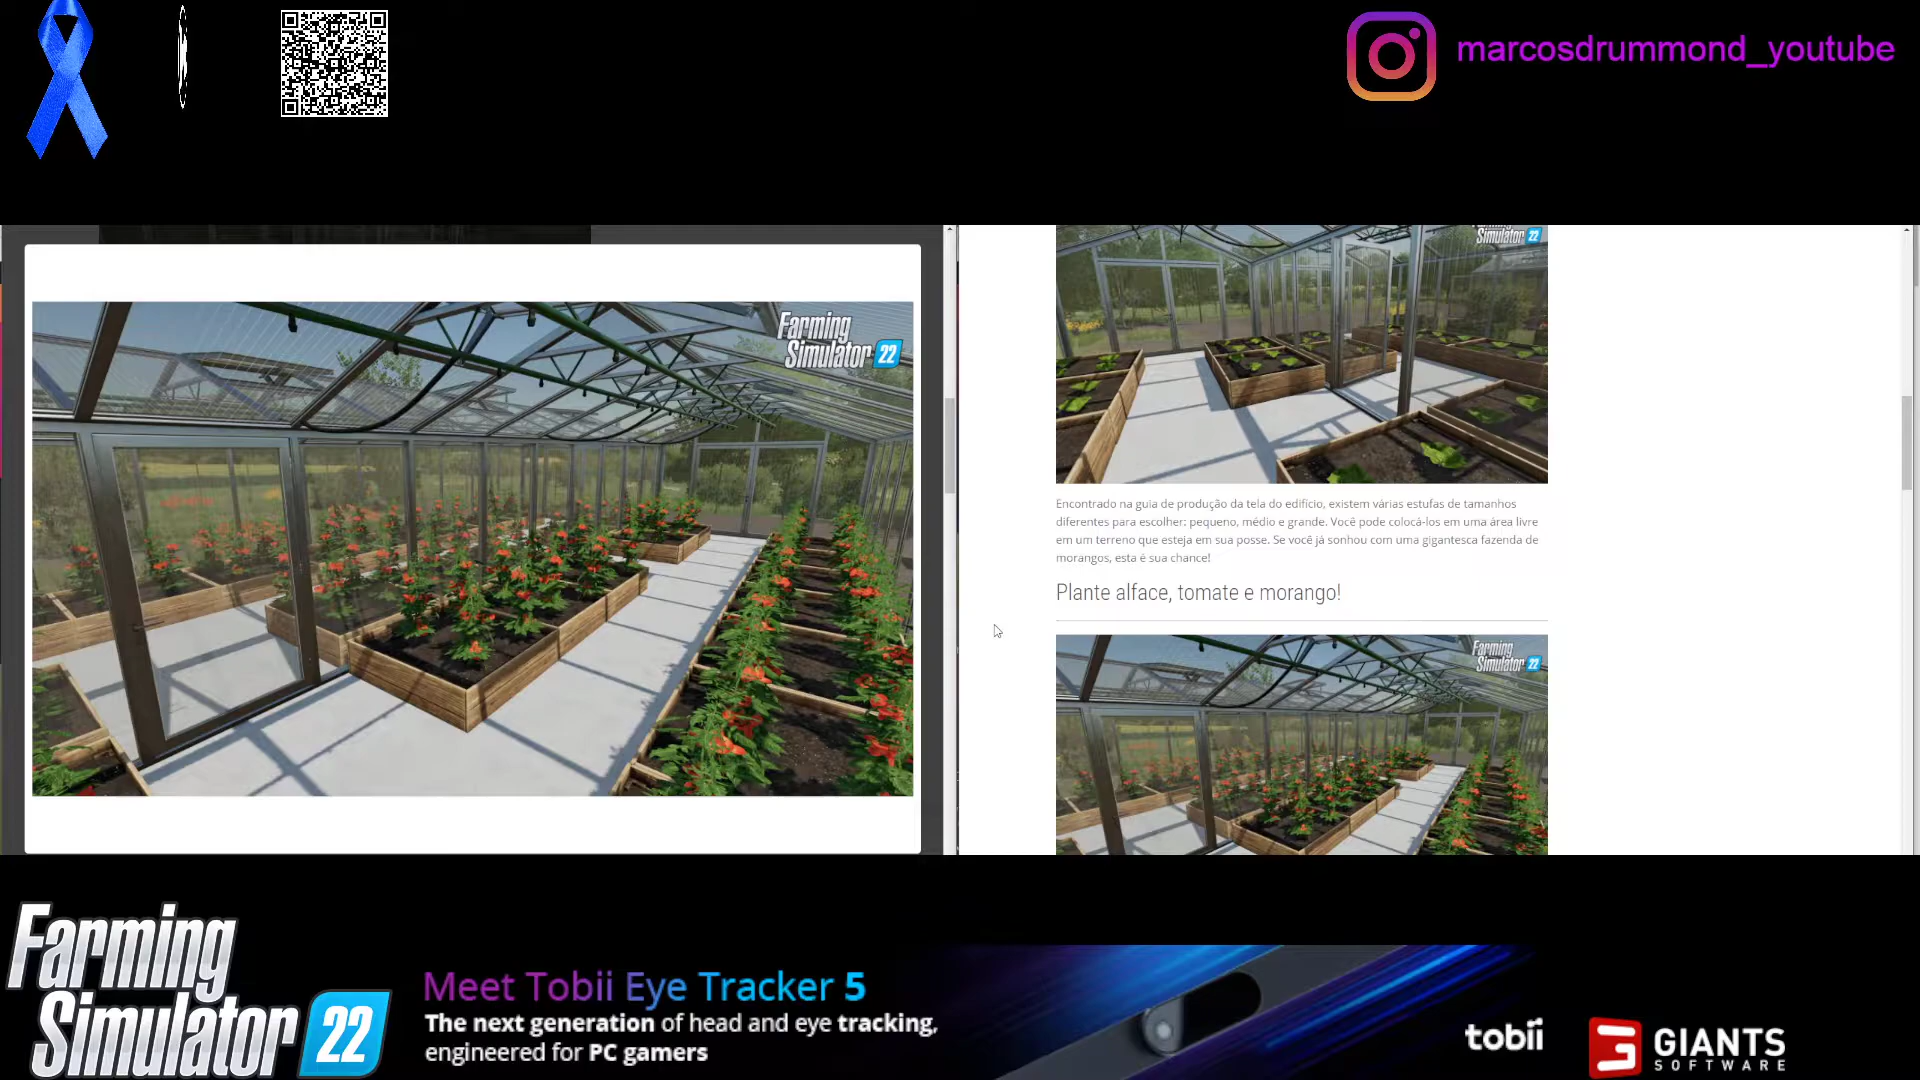 marcosdrummond_youtube
Farming
Simulator 22
Simulator 22
Encontrado na guia de produção da tela do edifício, existem várias estufas de tamanhos
diferentes para escolher: pequeno, médio e grande. Você pode colocá-los em uma área livre
em um terreno que esteja em sua posse. Se você já sonhou com uma gigantesca fazenda de
morangos, esta é sua chance!
Plante alface, tomate e morango!
Farming
Simulator 22
Farming
Simulator 22
Meet Tobii Eye Tracker 5
The next generation of head and eye tracking,
engineered for PC gamers
tobii
GIANTS
SOFTWARE